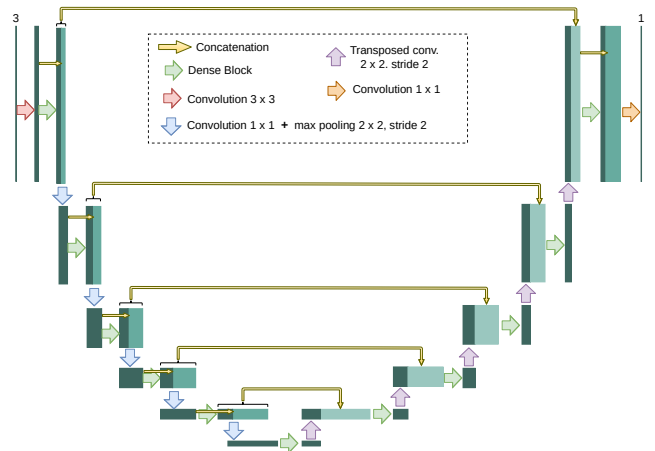 3
1
Concatenation
Dense Block
Convolution 3 x 3
Convolution 1 x 1 + max pooling 2 x 2, stride 2
Transposed conv.
2 x 2. stride 2
Convolution 1 x 1